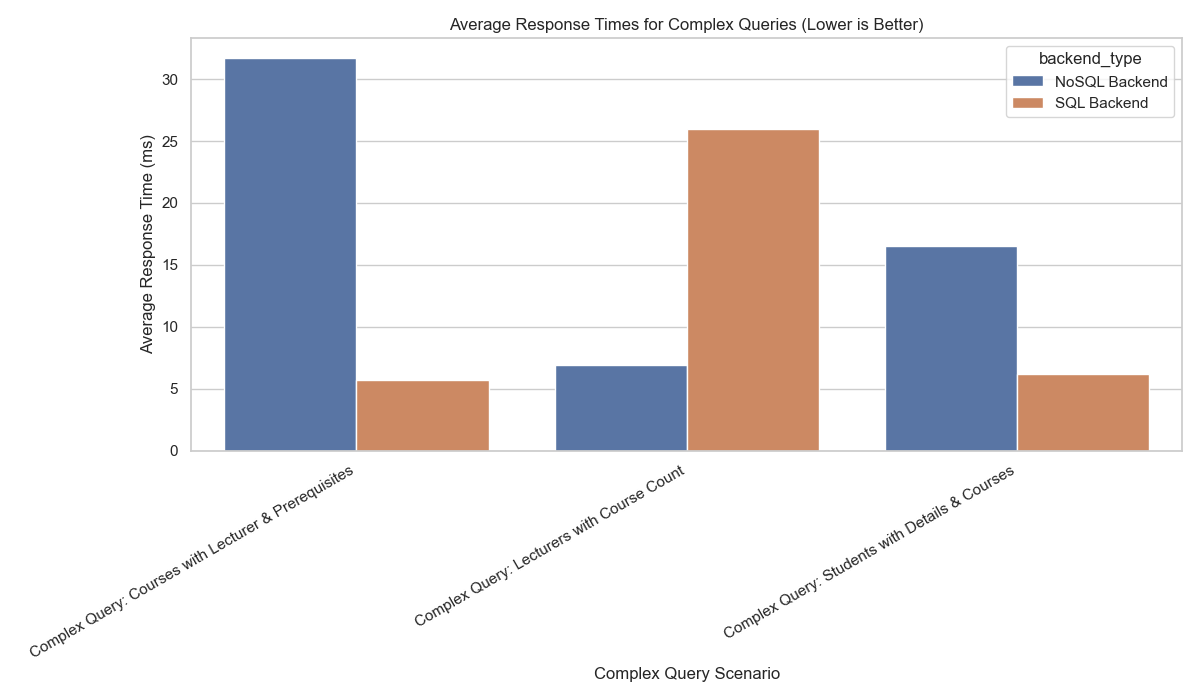 Average Response Times for Complex Queries (Lower is Better)
backend_type
NoSQL Backend
SQL Backend
Average Response Time (ms)
30
25
20
15
10
5
0
Complex Query: Courses with Lecturer & Prerequisites
Complex Query: Lecturers with Course Count
Complex Query: Students with Details & Courses
Complex Query Scenario